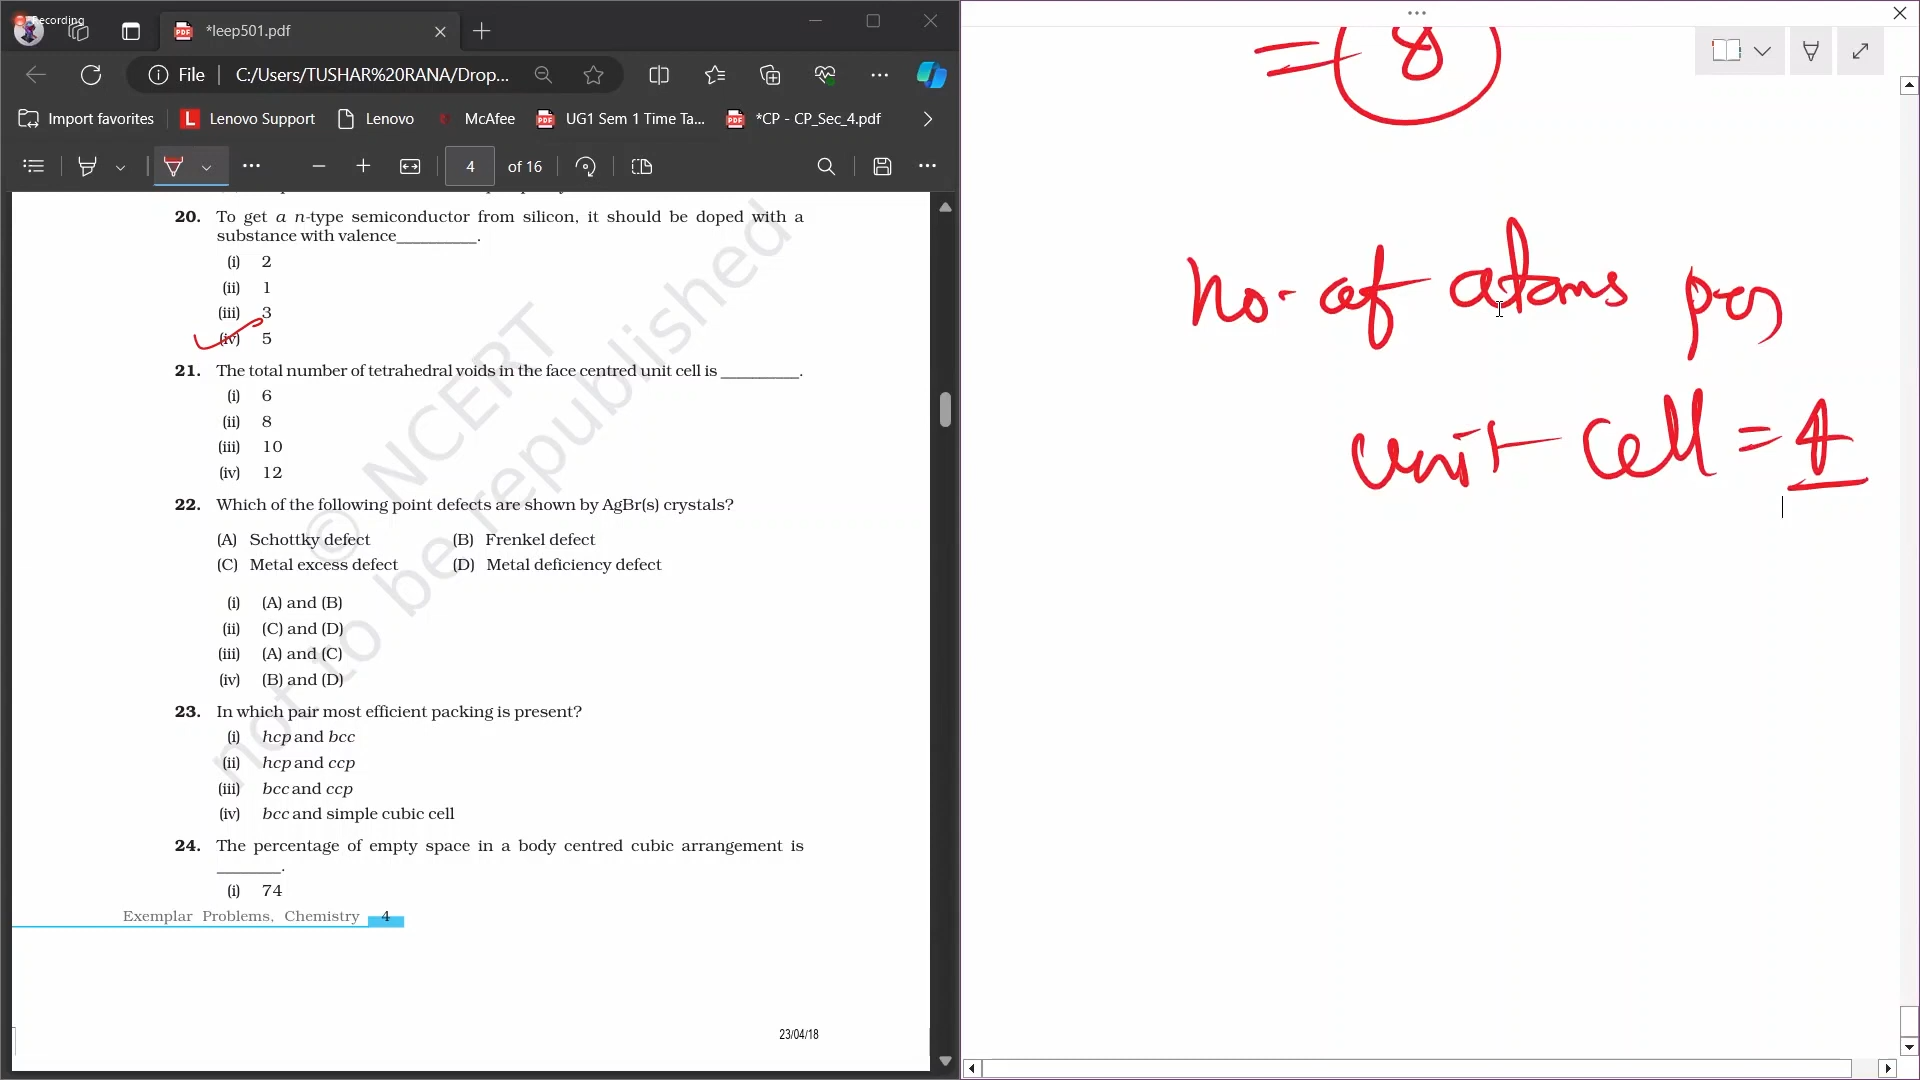 Recording
*leep501.pdf
File
C:/Users/TUSHAR%20RANA/Drop...
Import favorites
Lenovo Support
Lenovo
McAfee
UG1 Sem 1 Time Ta...
*CP - CP_Sec_4.pdf
4 of 16
20. To get a n-type semiconductor from silicon, it should be doped with a
substance with valence__________.
(i) 2
(ii) 1
(iii) 3
(iv) 5
21. The total number of tetrahedral voids in the face centred unit cell is __________.
(i) 6
(ii) 8
(iii) 10
(iv) 12
22. Which of the following point defects are shown by AgBr(s) crystals?
(A) Schottky defect (B) Frenkel defect
(C) Metal excess defect (D) Metal deficiency defect
(i) (A) and (B)
(ii) (C) and (D)
(iii) (A) and (C)
(iv) (B) and (D)
23. In which pair most efficient packing is present?
(i) hcp and bcc
(ii) hcp and ccp
(iii) bcc and ccp
(iv) bcc and simple cubic cell
24. The percentage of empty space in a body centred cubic arrangement is
________.
(i) 74
Exemplar Problems, Chemistry 4
23/04/18
© NCERT
not to be republished
= 8
No. of atoms per
unit cell = 4